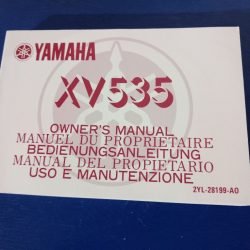 YAMAHA
XV535
OWNER'S MANUAL
MANUEL DU PROPRIETAIRE
BEDIENUNGSANLEITUNG
MANUAL DEL PROPIETARIO
USO E MANUTENZIONE
2YL-28199-A0